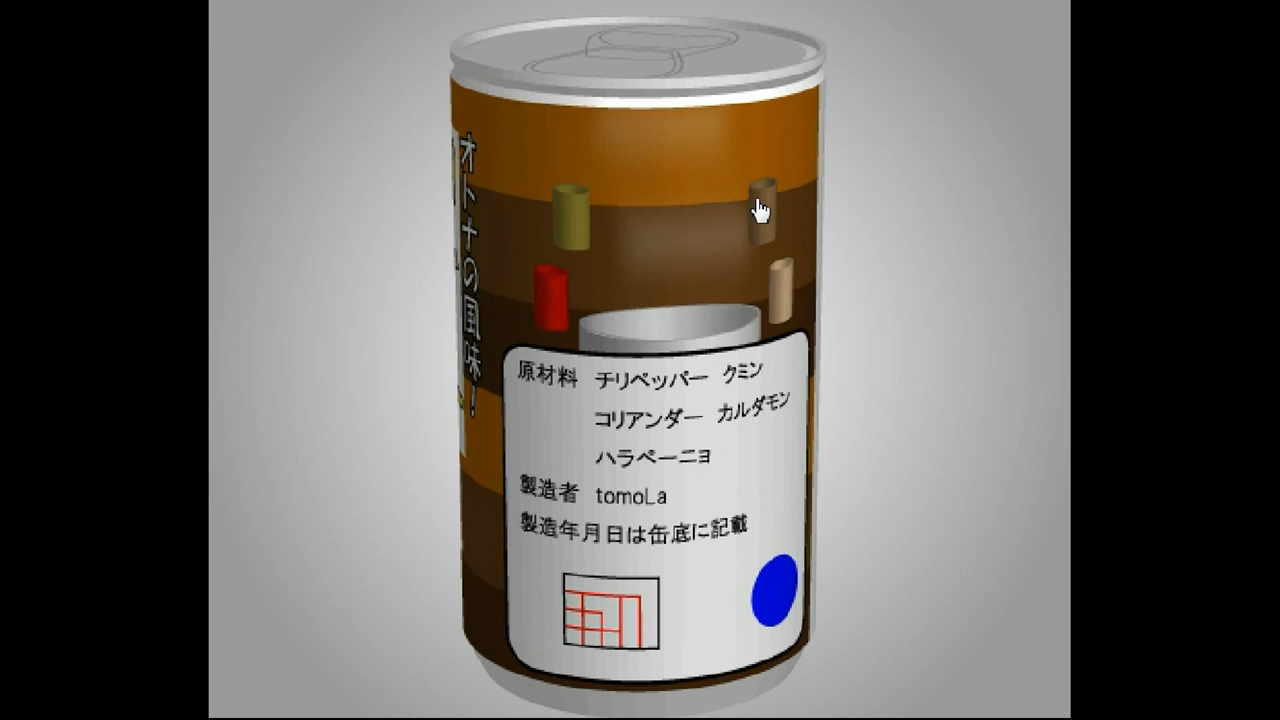 オトナの風味!
原材料 チリペッパー クミン
コリアンダー カルダモン
ハラペーニョ
製造者 tomoLa
製造年月日は缶底に記載